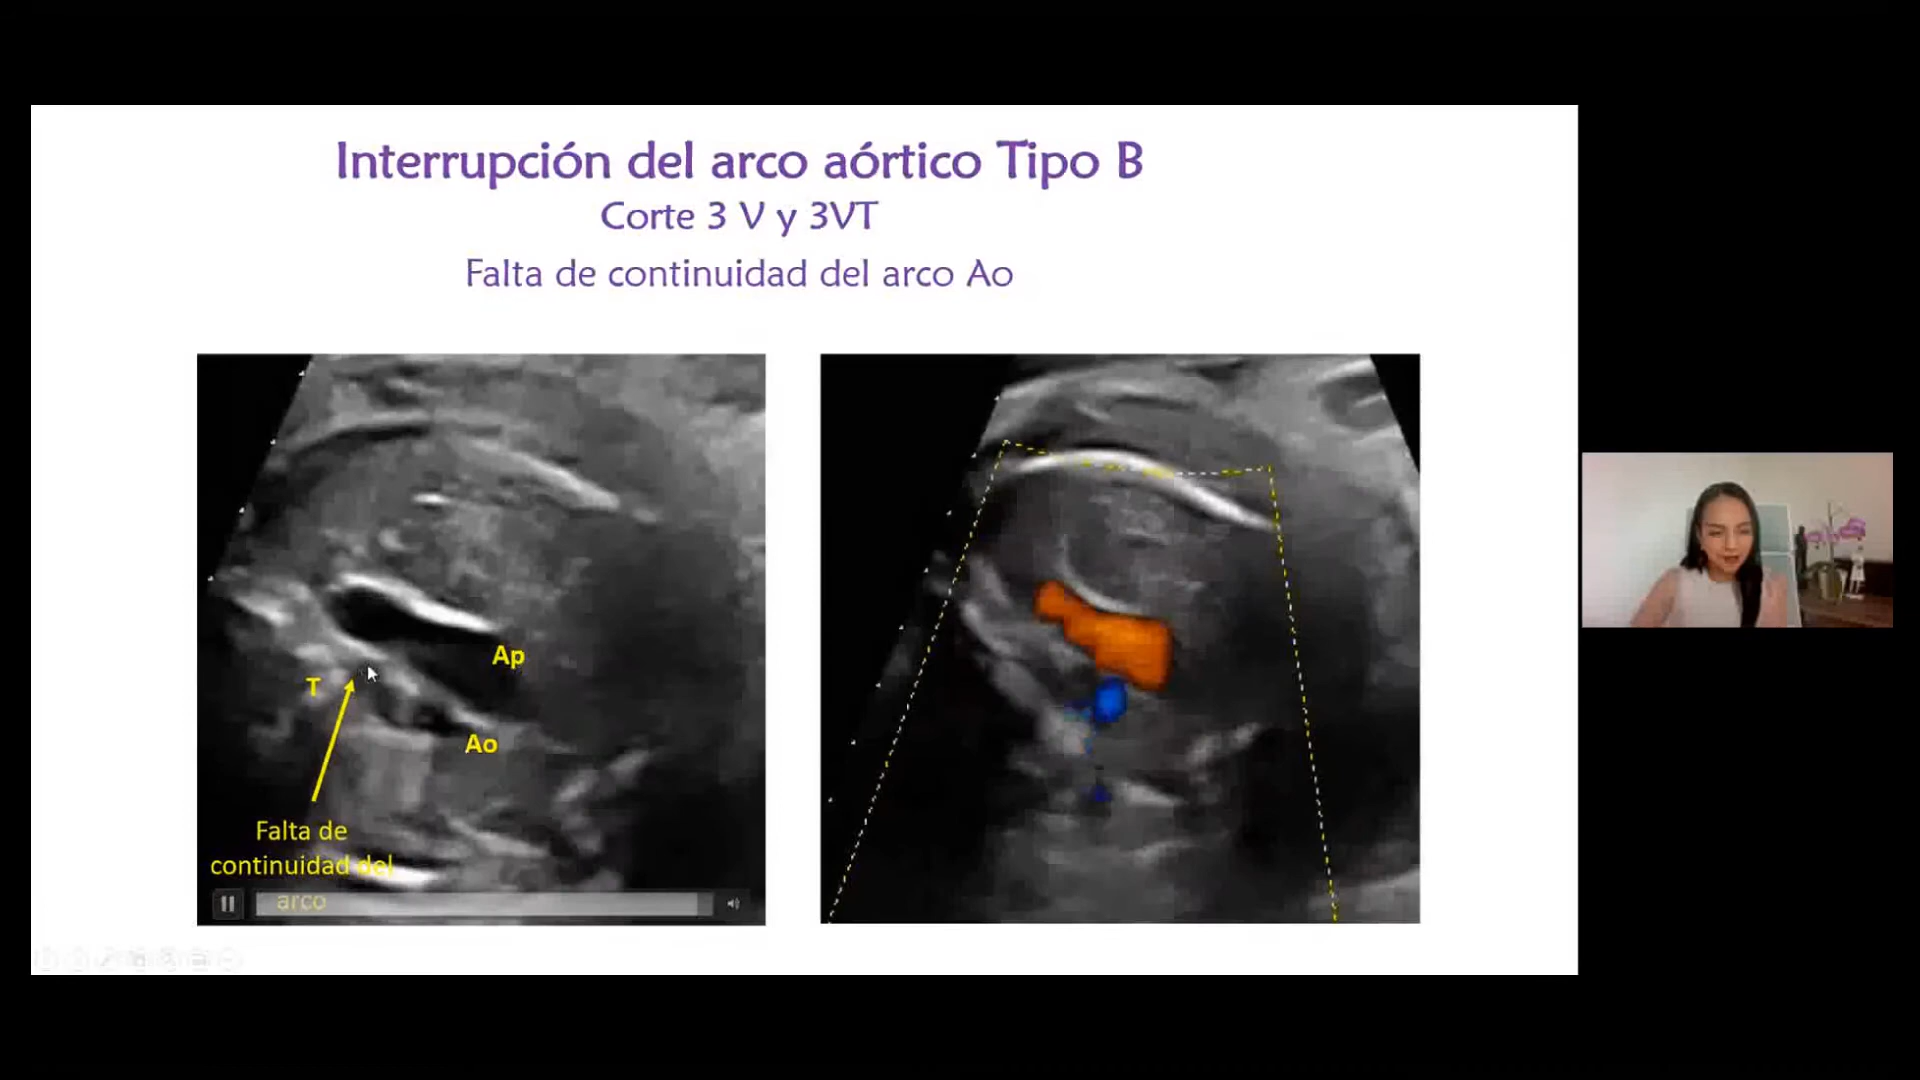 Interrupción del arco aórtico Tipo B
Corte 3 V y 3VT
Falta de continuidad del arco Ao
Ap
T
Ao
Falta de
continuidad del
arco